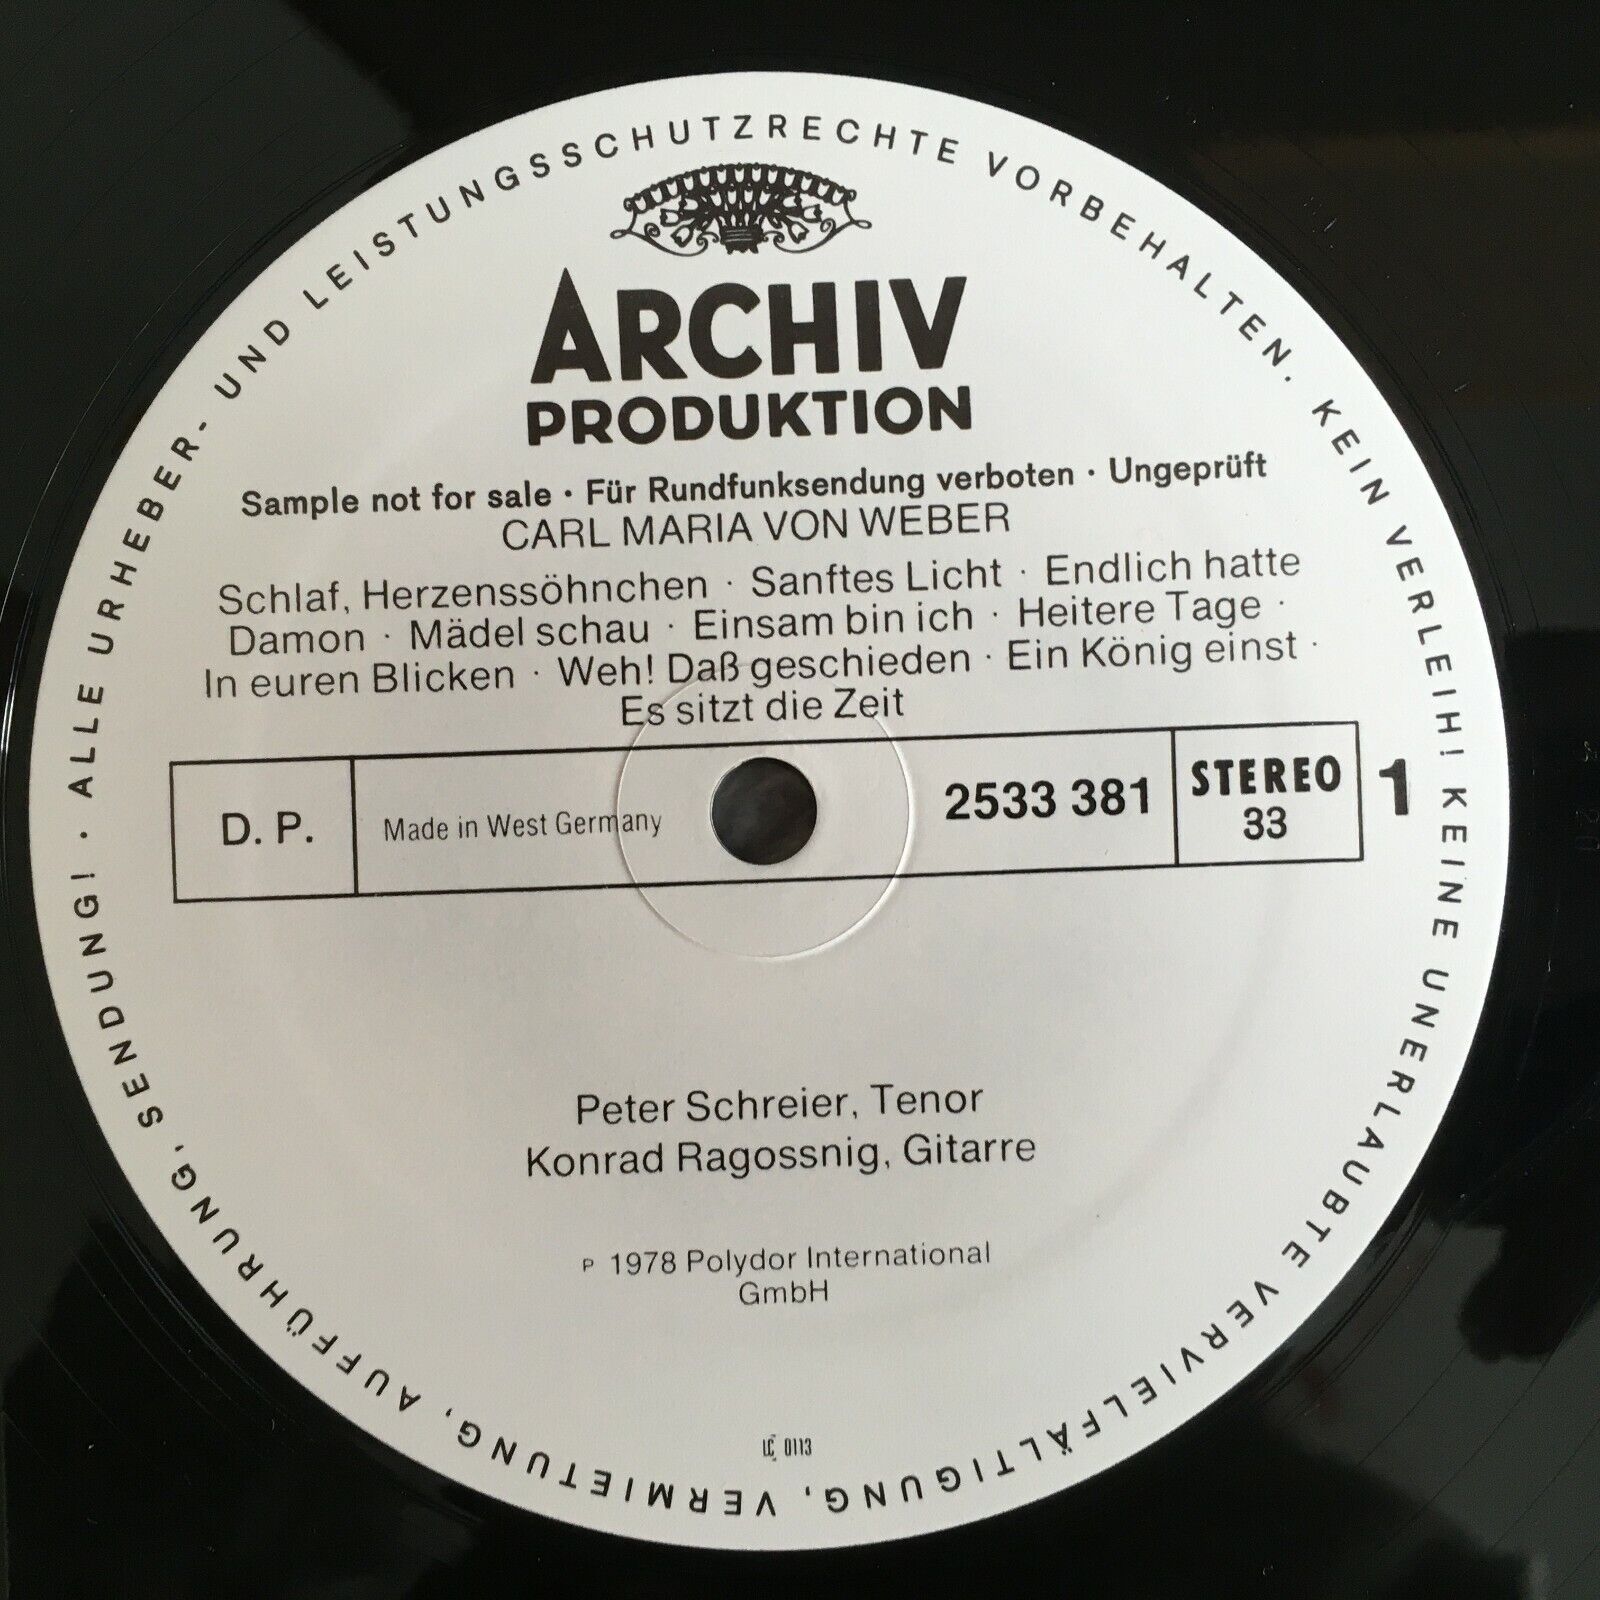 ALLE URHEBER- UND LEISTUNGSSCHUTZRECHTE VORBEHALTEN. KEIN VERLEIH! KEINE UNERLAUBTE VERVIELFÄLTIGUNG, VERMIETUNG, AUFFÜHRUNG, SENDUNG! ·
ARCHIV
PRODUKTION
Sample not for sale · Für Rundfunksendung verboten · Ungeprüft
CARL MARIA VON WEBER
Schlaf, Herzenssöhnchen · Sanftes Licht · Endlich hatte
Damon · Mädel schau · Einsam bin ich · Heitere Tage ·
In euren Blicken · Weh! Daß geschieden · Ein König einst ·
Es sitzt die Zeit
D. P.
Made in West Germany
2533 381
STEREO
33
1
Peter Schreier, Tenor
Konrad Ragossnig, Gitarre
P 1978 Polydor International
GmbH
LC 0113